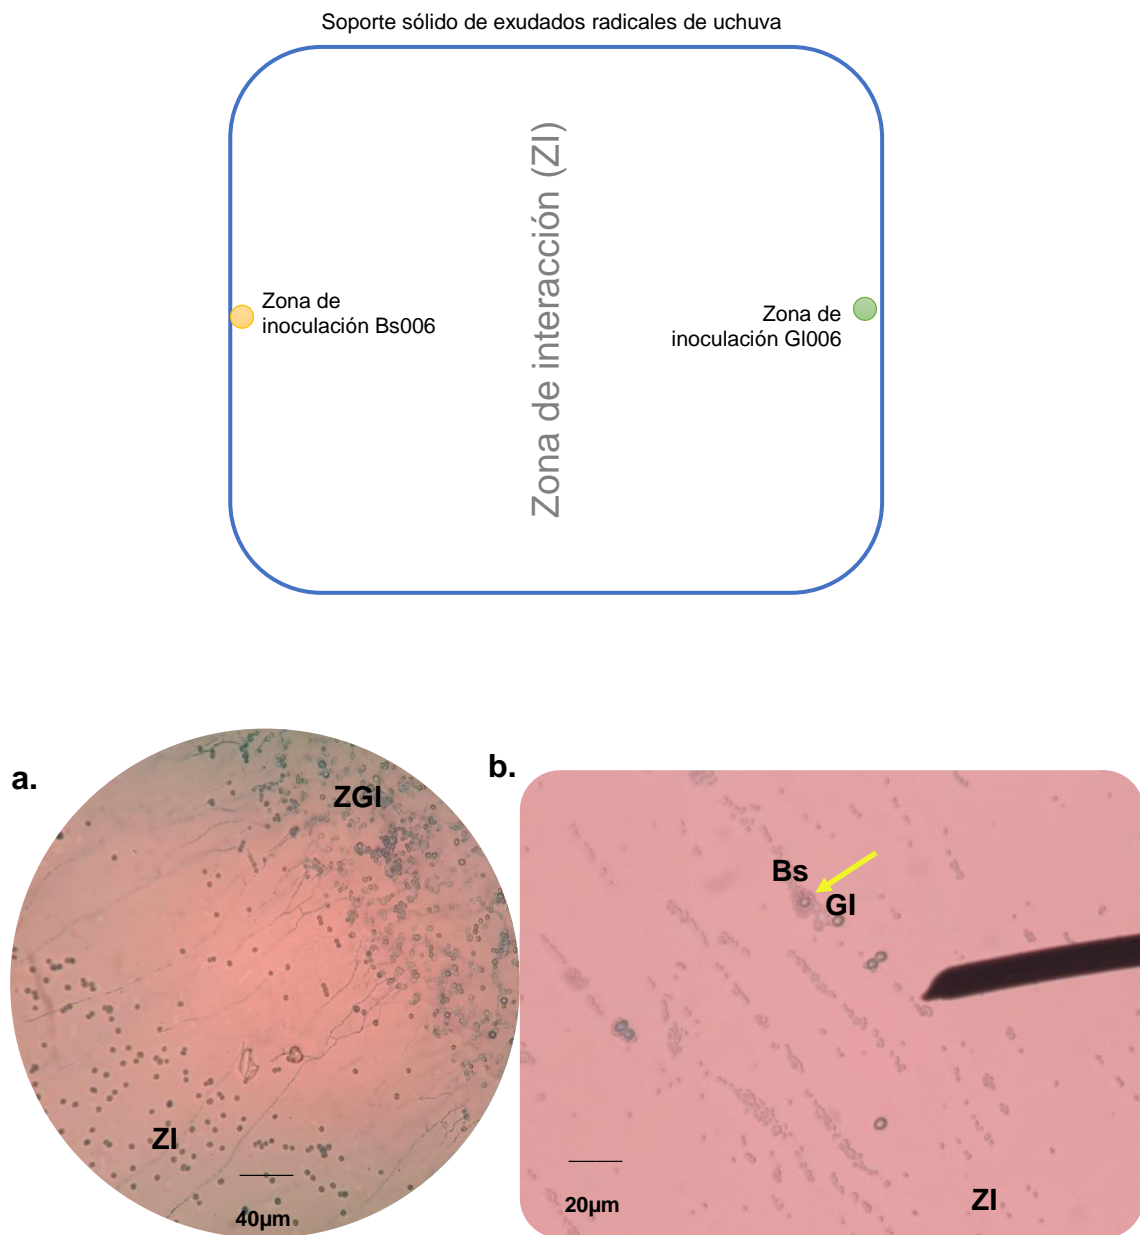 Soporte sólido de exudados radicales de uchuva
Zona de interacción (ZI)
Zona de
inoculación Bs006
Zona de
inoculación Gl006
a.
ZGl
ZI
40µm
b.
Bs
Gl
20µm
ZI